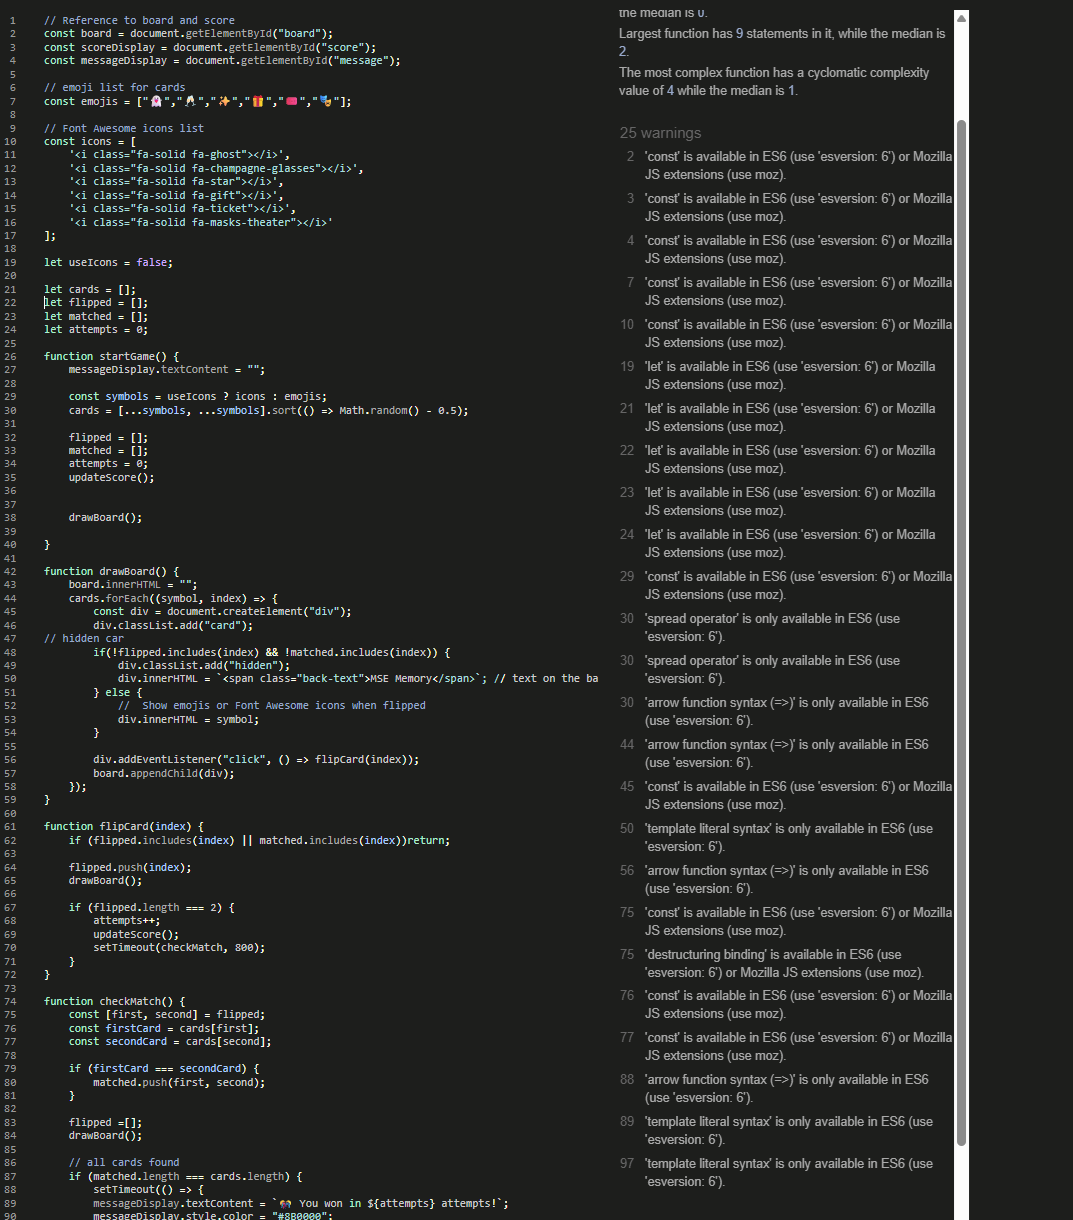 1 // Reference to board and score
2 const board = document.getElementById("board");
3 const scoreDisplay = document.getElementById("score");
4 const messageDisplay = document.getElementById("message");
5
6 // emoji list for cards
7 const emojis = ["👻","🥂","✨","🎁","🎟","🎭"];
8
9 // Font Awesome icons list
10 const icons = [
11 '<i class="fa-solid fa-ghost"></i>',
12 '<i class="fa-solid fa-champagne-glasses"></i>',
13 '<i class="fa-solid fa-star"></i>',
14 '<i class="fa-solid fa-gift"></i>',
15 '<i class="fa-solid fa-ticket"></i>',
16 '<i class="fa-solid fa-masks-theater"></i>'
17 ];
18
19 let useIcons = false;
20
21 let cards = [];
22 let flipped = [];
23 let matched = [];
24 let attempts = 0;
25
26 function startGame() {
27 messageDisplay.textContent = "";
28
29 const symbols = useIcons ? icons : emojis;
30 cards = [...symbols, ...symbols].sort(() => Math.random() - 0.5);
31
32 flipped = [];
33 matched = [];
34 attempts = 0;
35 updateScore();
36
37
38 drawBoard();
39
40 }
41
42 function drawBoard() {
43 board.innerHTML = "";
44 cards.forEach((symbol, index) => {
45 const div = document.createElement("div");
46 div.classList.add("card");
47 // hidden car
48 if(!flipped.includes(index) && !matched.includes(index)) {
49 div.classList.add("hidden");
50 div.innerHTML = `<span class="back-text">MSE Memory</span>`; // text on the ba
51 } else {
52 //  Show emojis or Font Awesome icons when flipped
53 div.innerHTML = symbol;
54 }
55
56 div.addEventListener("click", () => flipCard(index));
57 board.appendChild(div);
58 });
59 }
60
61 function flipCard(index) {
62 if (flipped.includes(index) || matched.includes(index))return;
63
64 flipped.push(index);
65 drawBoard();
66
67 if (flipped.length === 2) {
68 attempts++;
69 updateScore();
70 setTimeout(checkMatch, 800);
71 }
72 }
73
74 function checkMatch() {
75 const [first, second] = flipped;
76 const firstCard = cards[first];
77 const secondCard = cards[second];
78
79 if (firstCard === secondCard) {
80 matched.push(first, second);
81 }
82
83 flipped =[];
84 drawBoard();
85
86 // all cards found
87 if (matched.length === cards.length) {
88 setTimeout(() => {
89 messageDisplay.textContent = ` You won in ${attempts} attempts!`;
90 messageDisplay.style.color = "#8B0000";
the median is 0.
Largest function has 9 statements in it, while the median is
2.
The most complex function has a cyclomatic complexity
value of 4 while the median is 1.
25 warnings
2 'const' is available in ES6 (use 'esversion: 6') or Mozilla
JS extensions (use moz).
3 'const' is available in ES6 (use 'esversion: 6') or Mozilla
JS extensions (use moz).
4 'const' is available in ES6 (use 'esversion: 6') or Mozilla
JS extensions (use moz).
7 'const' is available in ES6 (use 'esversion: 6') or Mozilla
JS extensions (use moz).
10 'const' is available in ES6 (use 'esversion: 6') or Mozilla
JS extensions (use moz).
19 'let' is available in ES6 (use 'esversion: 6') or Mozilla
JS extensions (use moz).
21 'let' is available in ES6 (use 'esversion: 6') or Mozilla
JS extensions (use moz).
22 'let' is available in ES6 (use 'esversion: 6') or Mozilla
JS extensions (use moz).
23 'let' is available in ES6 (use 'esversion: 6') or Mozilla
JS extensions (use moz).
24 'let' is available in ES6 (use 'esversion: 6') or Mozilla
JS extensions (use moz).
29 'const' is available in ES6 (use 'esversion: 6') or Mozilla
JS extensions (use moz).
30 'spread operator' is only available in ES6 (use
'esversion: 6').
30 'spread operator' is only available in ES6 (use
'esversion: 6').
30 'arrow function syntax (=>)' is only available in ES6
(use 'esversion: 6').
44 'arrow function syntax (=>)' is only available in ES6
(use 'esversion: 6').
45 'const' is available in ES6 (use 'esversion: 6') or Mozilla
JS extensions (use moz).
50 'template literal syntax' is only available in ES6 (use
'esversion: 6').
56 'arrow function syntax (=>)' is only available in ES6
(use 'esversion: 6').
75 'const' is available in ES6 (use 'esversion: 6') or Mozilla
JS extensions (use moz).
75 'destructuring binding' is available in ES6 (use
'esversion: 6') or Mozilla JS extensions (use moz).
76 'const' is available in ES6 (use 'esversion: 6') or Mozilla
JS extensions (use moz).
77 'const' is available in ES6 (use 'esversion: 6') or Mozilla
JS extensions (use moz).
88 'arrow function syntax (=>)' is only available in ES6
(use 'esversion: 6').
89 'template literal syntax' is only available in ES6 (use
'esversion: 6').
97 'template literal syntax' is only available in ES6 (use
'esversion: 6').